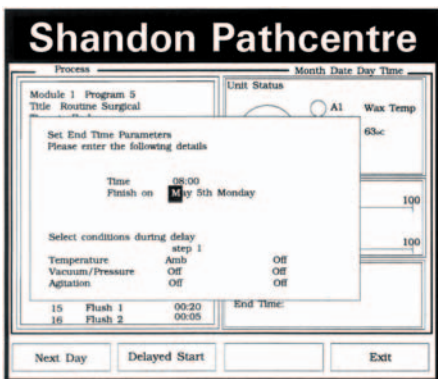 Shandon Pathcentre
Process
Month Date Day Time
Module 1 Program 5
Title Routine Surgical
Unit Status
A1 Wax Temp
63°C
Set End Time Parameters
Please enter the following details
Time 08:00
Finish on May 5th Monday
Select conditions during delay
step 1
Temperature Amb Off
Vacuum/Pressure Off Off
Agitation Off Off
100
100
15 Flush 1 00:20
16 Flush 2 00:05
End Time:
Next Day
Delayed Start
Exit